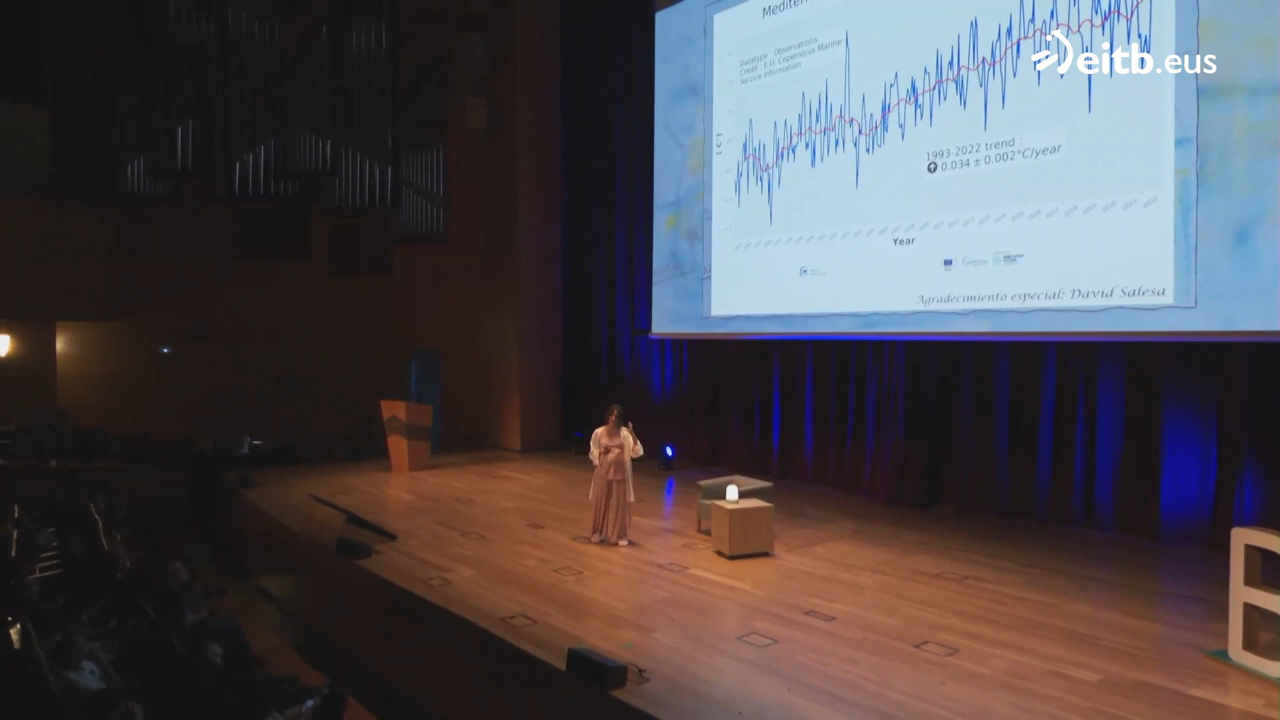 Mediterr
Datatype : Observations
Credit : E.U. Copernicus Marine
Service Information
eitb.eus
1993-2022 trend :
0.034 ± 0.002°C/year
Year
Agradecimiento especial: David Salesa